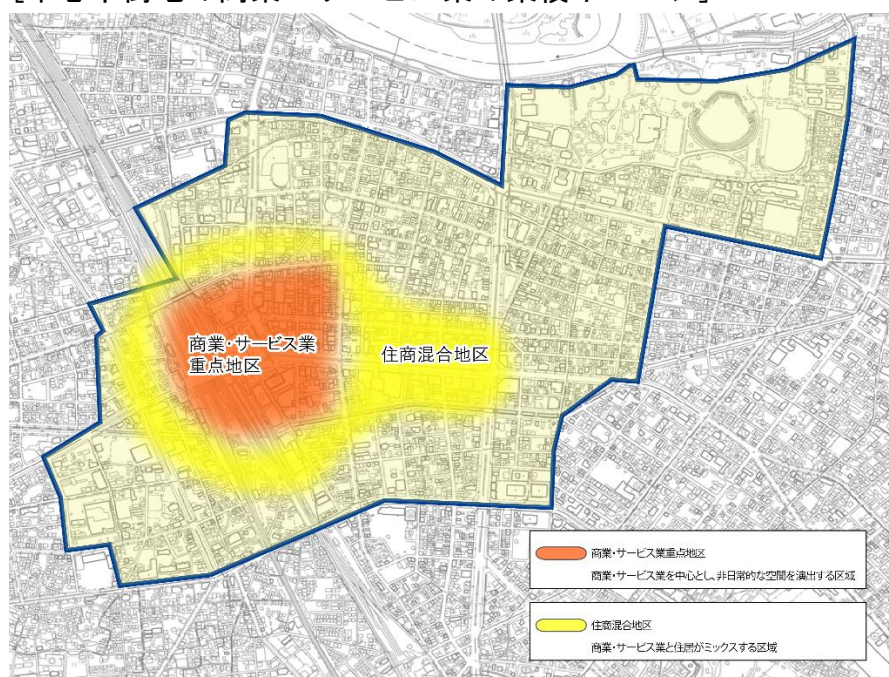 商業・サービス業
重点地区
住商混合地区
商業・サービス業重点地区
商業・サービス業を中心とし、非日常的な空間を演出する区域
住商混合地区
商業・サービス業と住居がミックスする区域